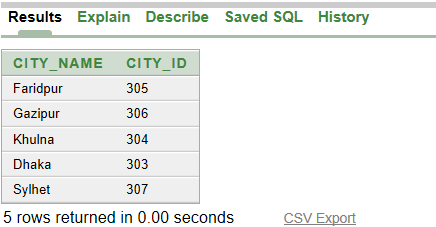 Results Explain Describe Saved SQL History
CITY_NAME CITY_ID
Faridpur 305
Gazipur 306
Khulna 304
Dhaka 303
Sylhet 307
5 rows returned in 0.00 seconds CSV Export